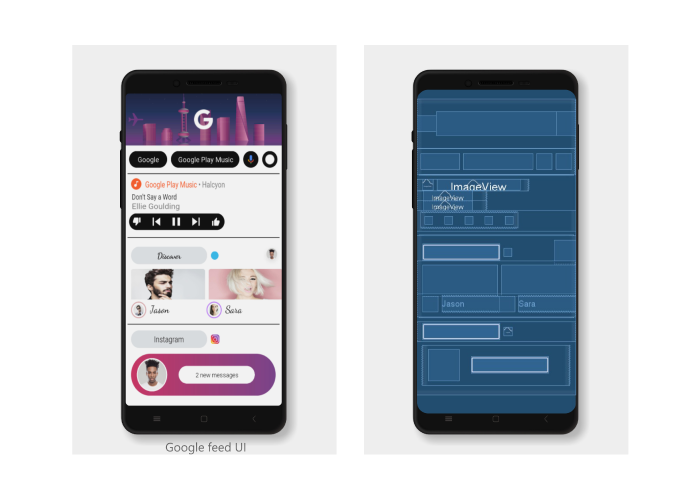 G
Google
Google Play Music
Google Play Music • Halcyon
Don't Say a Word
Ellie Goulding
Discover
Jason
Sara
Instagram
2 new messages
Google feed UI
ImageView
ImageView
ImageView
Jason
Sara